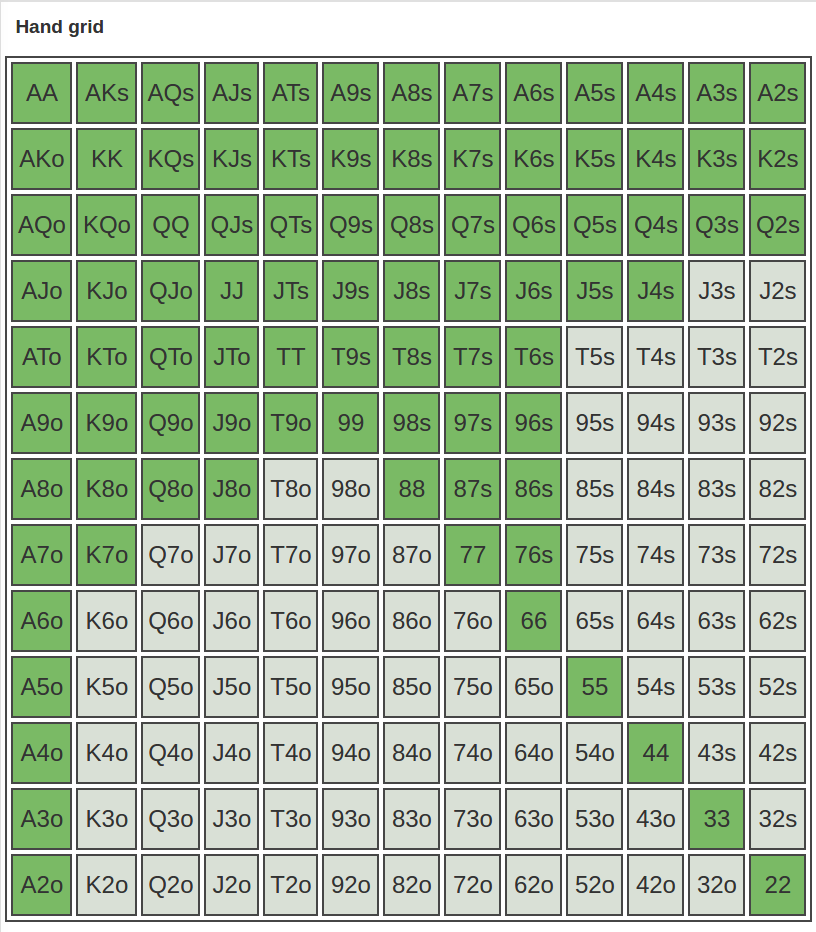 Hand grid
AA AKs AQs AJs ATs A9s A8s A7s A6s A5s A4s A3s A2s
AKo KK KQs KJs KTs K9s K8s K7s K6s K5s K4s K3s K2s
AQo KQo QQ QJs QTs Q9s Q8s Q7s Q6s Q5s Q4s Q3s Q2s
AJo KJo QJo JJ JTs J9s J8s J7s J6s J5s J4s J3s J2s
ATo KTo QTo JTo TT T9s T8s T7s T6s T5s T4s T3s T2s
A9o K9o Q9o J9o T9o 99 98s 97s 96s 95s 94s 93s 92s
A8o K8o Q8o J8o T8o 98o 88 87s 86s 85s 84s 83s 82s
A7o K7o Q7o J7o T7o 97o 87o 77 76s 75s 74s 73s 72s
A6o K6o Q6o J6o T6o 96o 86o 76o 66 65s 64s 63s 62s
A5o K5o Q5o J5o T5o 95o 85o 75o 65o 55 54s 53s 52s
A4o K4o Q4o J4o T4o 94o 84o 74o 64o 54o 44 43s 42s
A3o K3o Q3o J3o T3o 93o 83o 73o 63o 53o 43o 33 32s
A2o K2o Q2o J2o T2o 92o 82o 72o 62o 52o 42o 32o 22